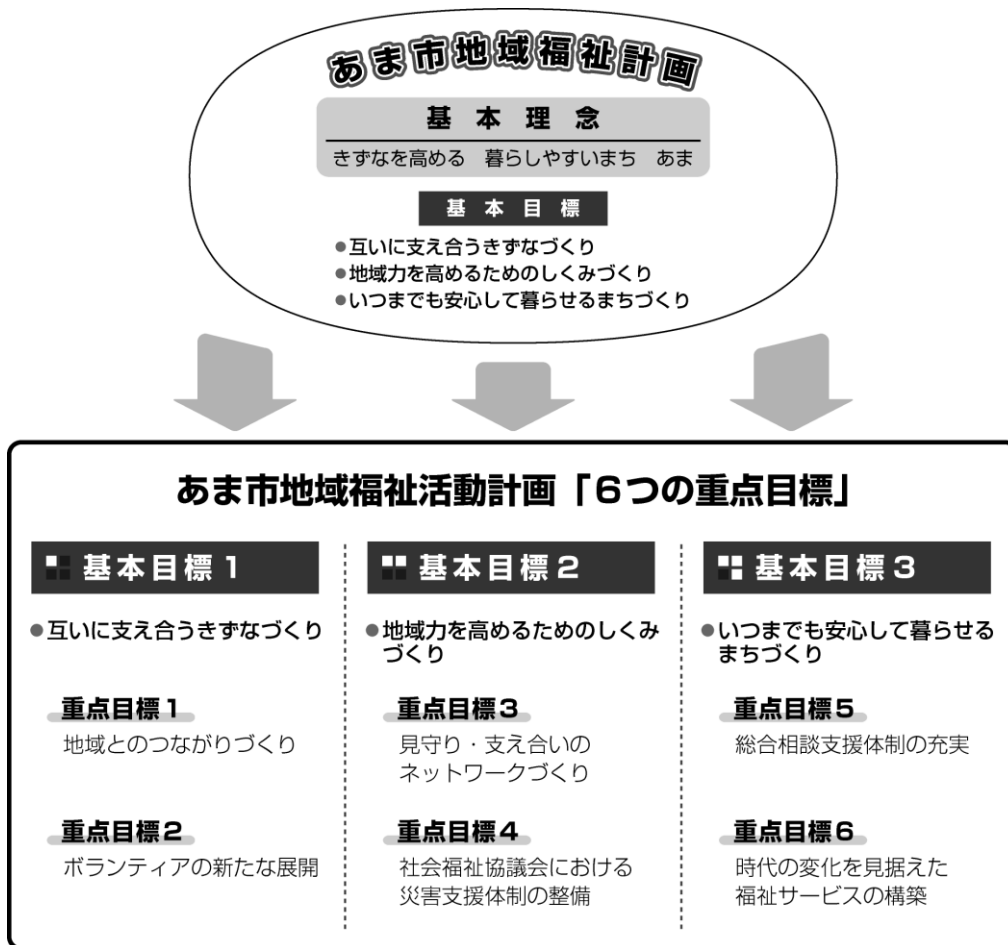 あま市地域福祉計画
基本理念
きずなを高める　暮らしやすいまち　あま
基本目標
●互いに支え合うきずなづくり
●地域力を高めるためのしくみづくり
●いつまでも安心して暮らせるまちづくり
あま市地域福祉活動計画「６つの重点目標」
基本目標１
●互いに支え合うきずなづくり
重点目標１
地域とのつながりづくり
重点目標２
ボランティアの新たな展開
基本目標２
●地域力を高めるためのしくみ
づくり
重点目標３
見守り・支え合いの
ネットワークづくり
重点目標４
社会福祉協議会における
災害支援体制の整備
基本目標３
●いつまでも安心して暮らせる
まちづくり
重点目標５
総合相談支援体制の充実
重点目標６
時代の変化を見据えた
福祉サービスの構築